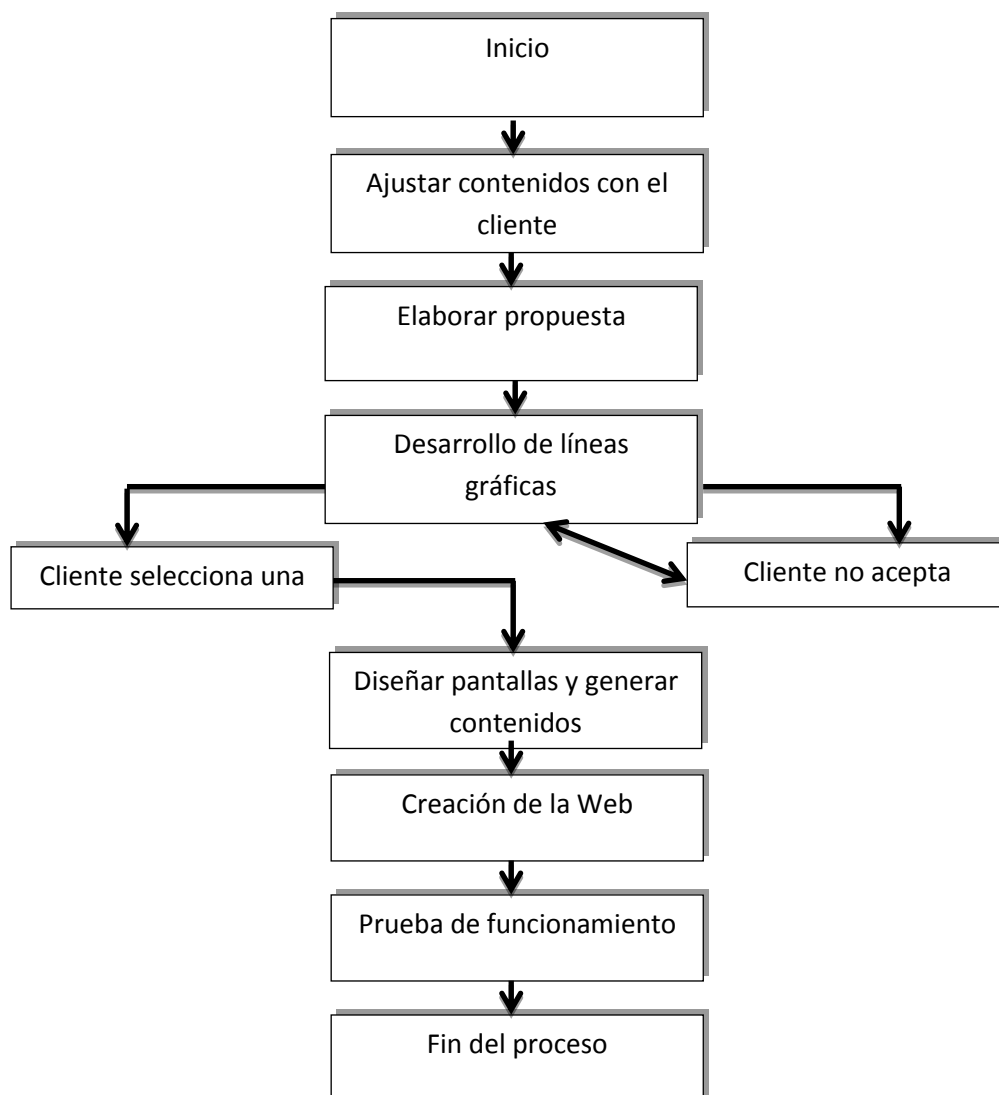 Inicio
Ajustar contenidos con el
cliente
Elaborar propuesta
Desarrollo de líneas
gráficas
Cliente selecciona una
Cliente no acepta
Diseñar pantallas y generar
contenidos
Creación de la Web
Prueba de funcionamiento
Fin del proceso